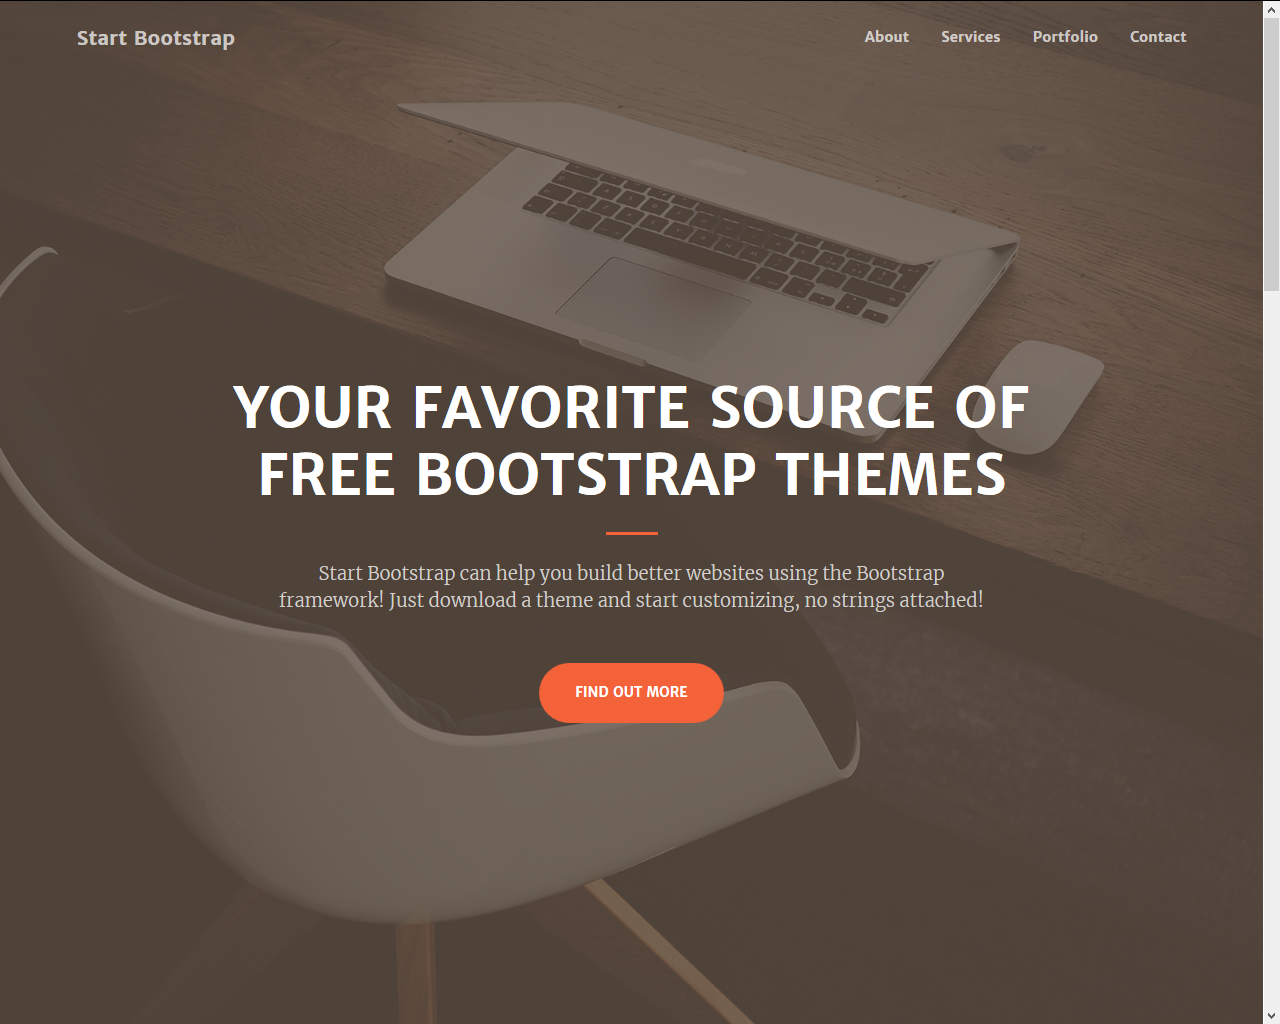 Start Bootstrap
About Services Portfolio Contact
YOUR FAVORITE SOURCE OF
FREE BOOTSTRAP THEMES
Start Bootstrap can help you build better websites using the Bootstrap
framework! Just download a theme and start customizing, no strings attached!
FIND OUT MORE